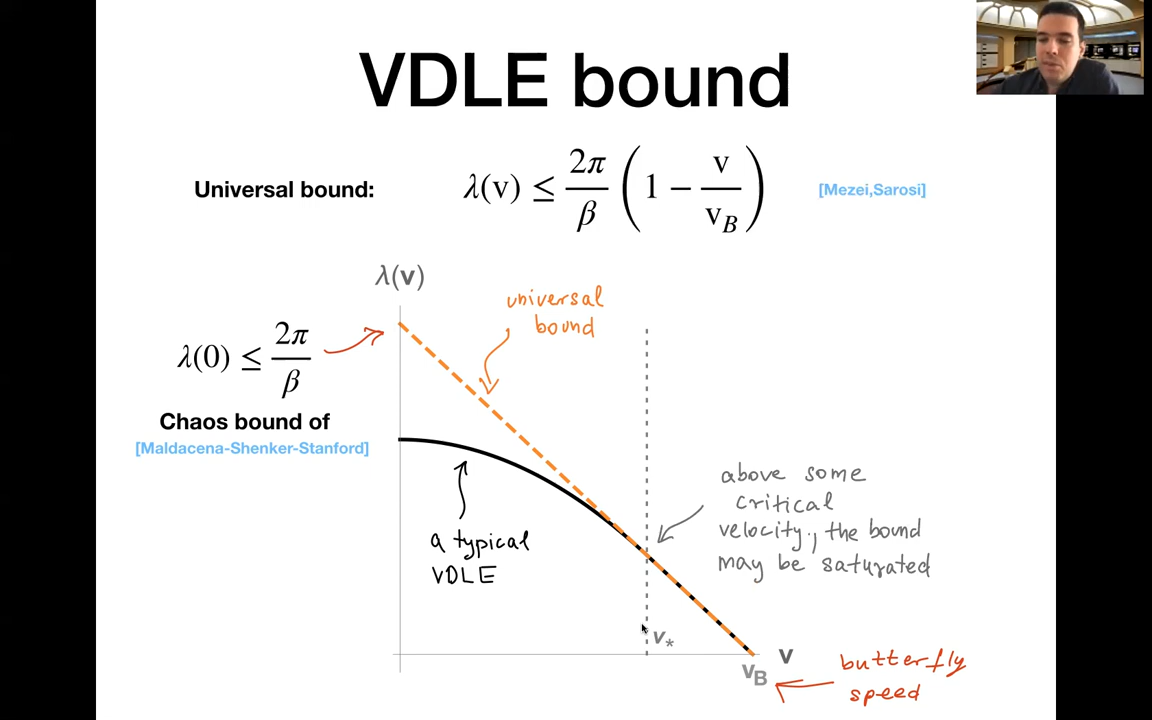 VDLE bound
Universal bound:
λ(v) ≤ 2π/β (1 − v/v_B)
[Mezei,Sarosi]
λ(v)
universal
bound
λ(0) ≤ 2π/β
Chaos bound of
[Maldacena-Shenker-Stanford]
a typical
VDLE
above some
critical
velocity, the bound
may be saturated
v_*
v_B
v
butterfly
speed